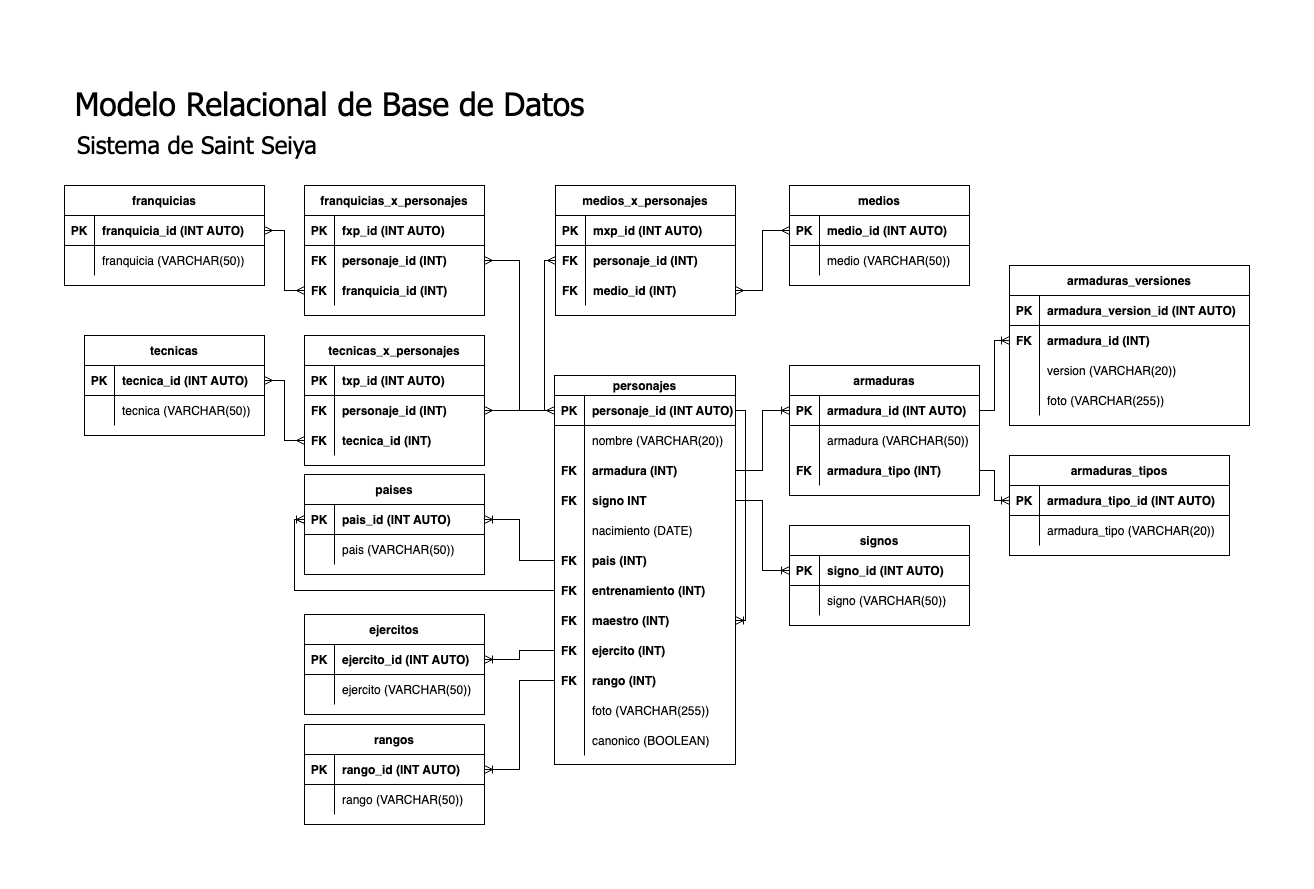 Modelo Relacional de Base de Datos
Sistema de Saint Seiya
franquicias
PK franquicia_id (INT AUTO)
franquicia (VARCHAR(50))
franquicias_x_personajes
PK fxp_id (INT AUTO)
FK personaje_id (INT)
FK franquicia_id (INT)
medios_x_personajes
PK mxp_id (INT AUTO)
FK personaje_id (INT)
FK medio_id (INT)
medios
PK medio_id (INT AUTO)
medio (VARCHAR(50))
armaduras_versiones
PK armadura_version_id (INT AUTO)
FK armadura_id (INT)
version (VARCHAR(20))
foto (VARCHAR(255))
tecnicas
PK tecnica_id (INT AUTO)
tecnica (VARCHAR(50))
tecnicas_x_personajes
PK txp_id (INT AUTO)
FK personaje_id (INT)
FK tecnica_id (INT)
personajes
PK personaje_id (INT AUTO)
nombre (VARCHAR(20))
FK armadura (INT)
FK signo INT
nacimiento (DATE)
FK pais (INT)
FK entrenamiento (INT)
FK maestro (INT)
FK ejercito (INT)
FK rango (INT)
foto (VARCHAR(255))
canonico (BOOLEAN)
armaduras
PK armadura_id (INT AUTO)
armadura (VARCHAR(50))
FK armadura_tipo (INT)
armaduras_tipos
PK armadura_tipo_id (INT AUTO)
armadura_tipo (VARCHAR(20))
paises
PK pais_id (INT AUTO)
pais (VARCHAR(50))
signos
PK signo_id (INT AUTO)
signo (VARCHAR(50))
ejercitos
PK ejercito_id (INT AUTO)
ejercito (VARCHAR(50))
rangos
PK rango_id (INT AUTO)
rango (VARCHAR(50))